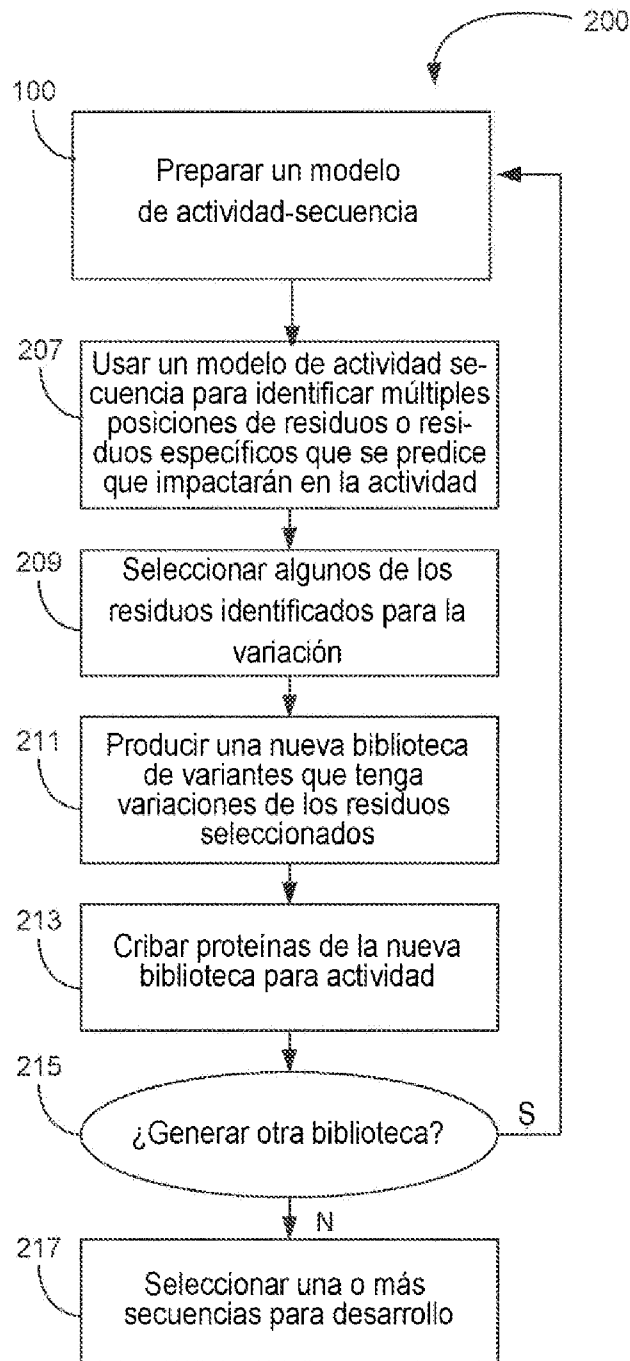 200
100
Preparar un modelo
de actividad-secuencia
207
Usar un modelo de actividad se-
cuencia para identificar múltiples
posiciones de residuos o resi-
duos específicos que se predice
que impactarán en la actividad
209
Seleccionar algunos de los
residuos identificados para la
variación
211
Producir una nueva biblioteca
de variantes que tenga
variaciones de los residuos
seleccionados
213
Cribar proteínas de la nueva
biblioteca para actividad
215
¿Generar otra biblioteca?
S
N
217
Seleccionar una o más
secuencias para desarrollo